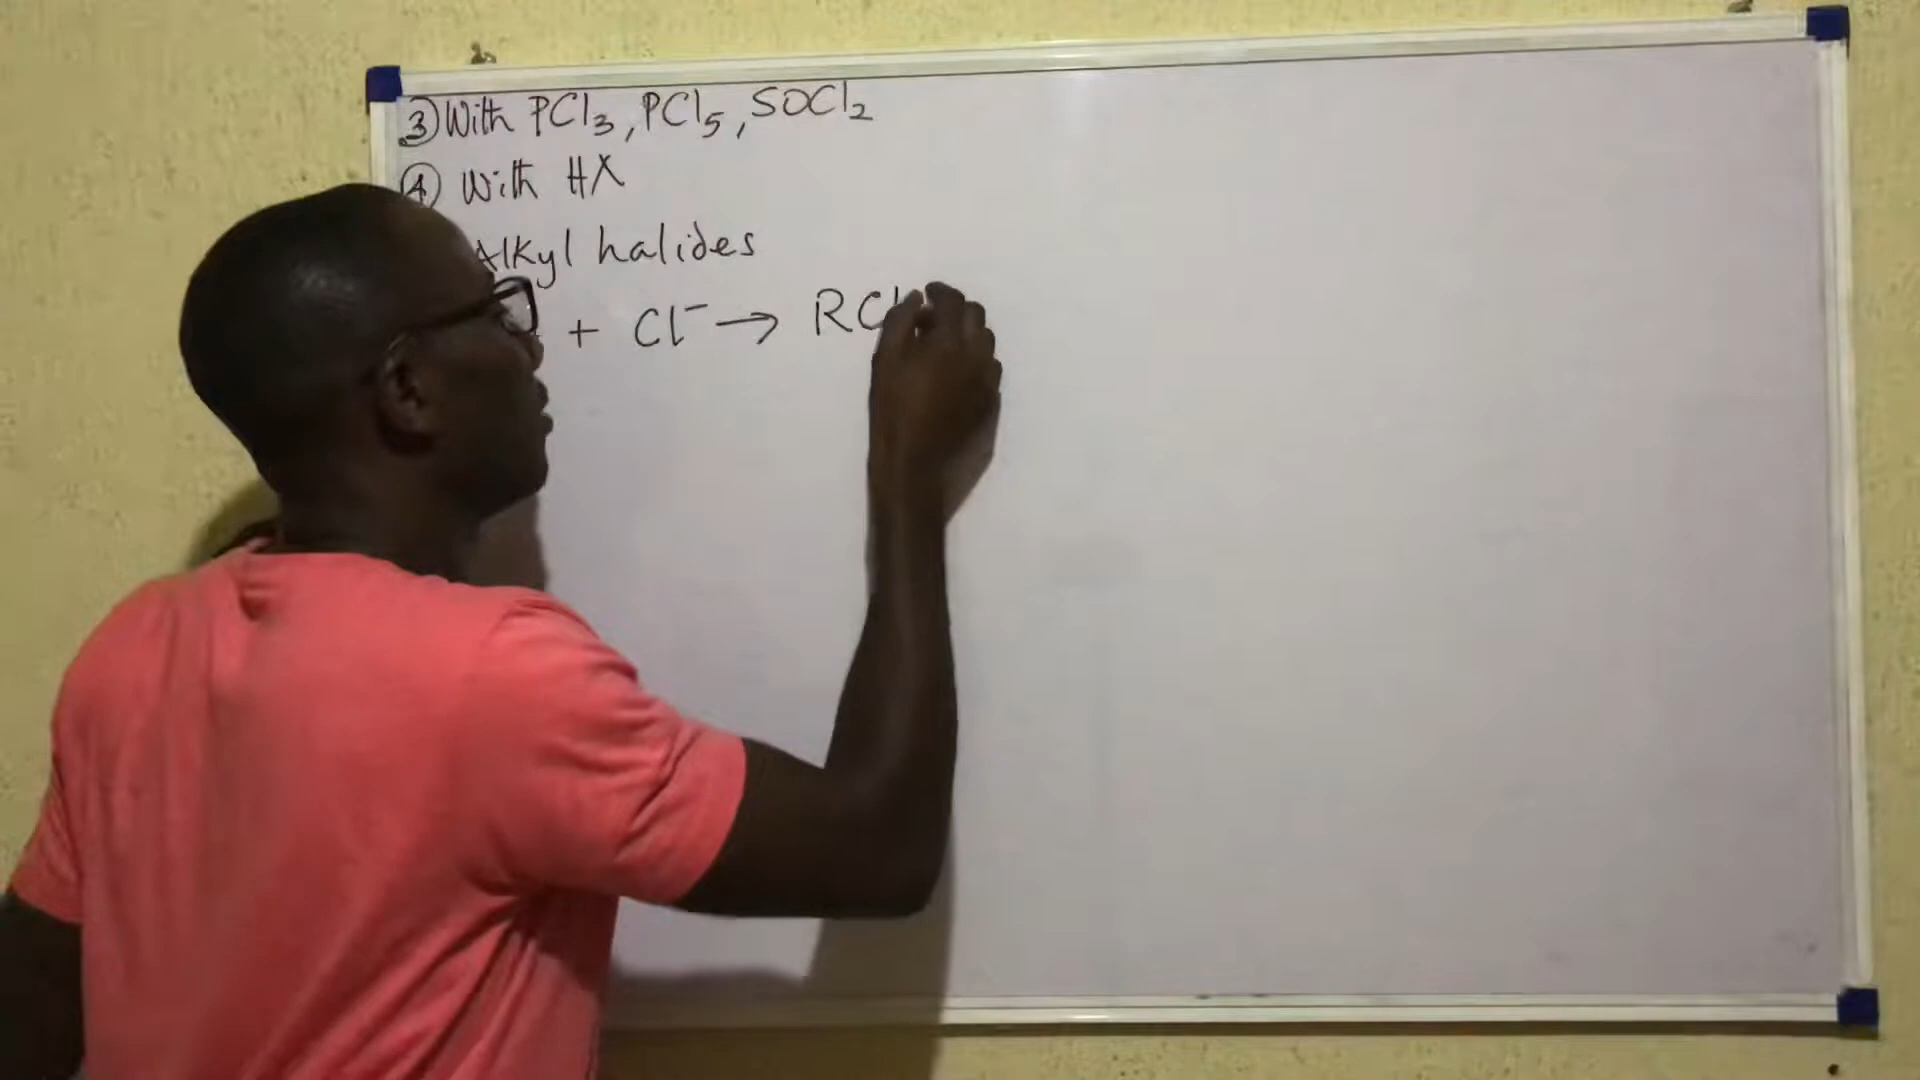 ③ With PCl₃, PCl₅, SOCl₂
④ With HX
Alkyl halides
+ Cl⁻ → RCl